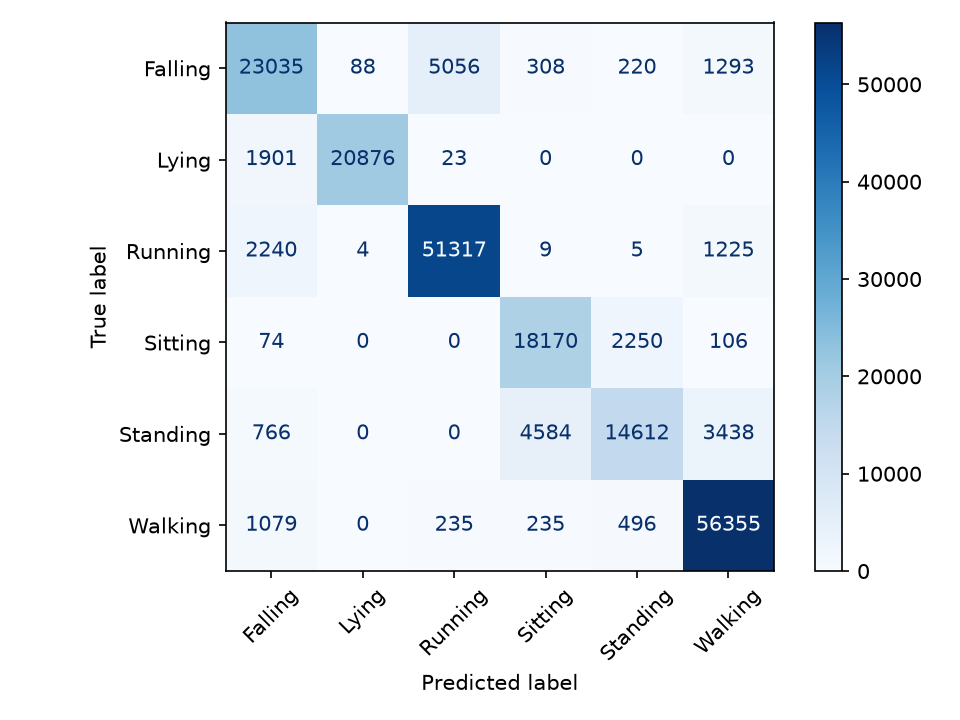 Falling 23035 88 5056 308 220 1293
Lying 1901 20876 23 0 0 0
Running 2240 4 51317 9 5 1225
Sitting 74 0 0 18170 2250 106
Standing 766 0 0 4584 14612 3438
Walking 1079 0 235 235 496 56355
Falling Lying Running Sitting Standing Walking
Predicted label
True label
50000
40000
30000
20000
10000
0